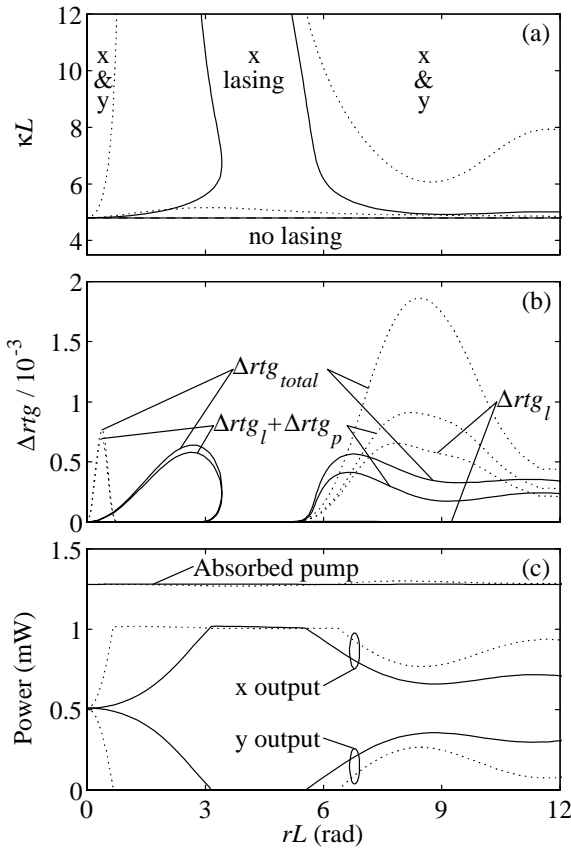 12
10
8
6
4
κL
(a)
x
&
y
x
lasing
x
&
y
no lasing
2
1.5
1
0.5
0
Δrtg / 10⁻³
(b)
Δrtg_total
Δrtg_l
Δrtg_l + Δrtg_p
1.5
1
0.5
0
Power (mW)
Absorbed pump
(c)
x output
y output
0 3 6 9 12
rL (rad)